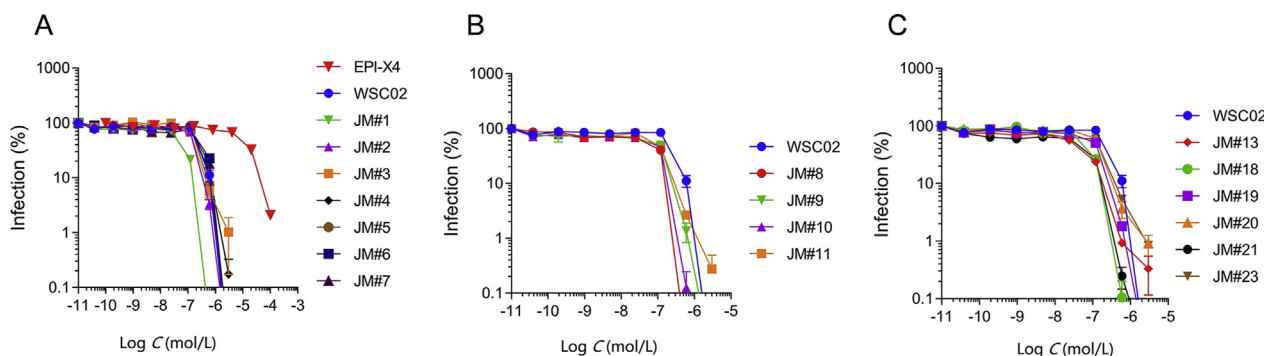 A
1000
100
10
1
0.1
Infection (%)
-11 -10 -9 -8 -7 -6 -5 -4 -3
Log C (mol/L)
EPI-X4
WSC02
JM#1
JM#2
JM#3
JM#4
JM#5
JM#6
JM#7
B
1000
100
10
1
0.1
Infection (%)
-11 -10 -9 -8 -7 -6 -5
Log C (mol/L)
WSC02
JM#8
JM#9
JM#10
JM#11
C
1000
100
10
1
0.1
Infection (%)
-11 -10 -9 -8 -7 -6 -5
Log C (mol/L)
WSC02
JM#13
JM#18
JM#19
JM#20
JM#21
JM#23